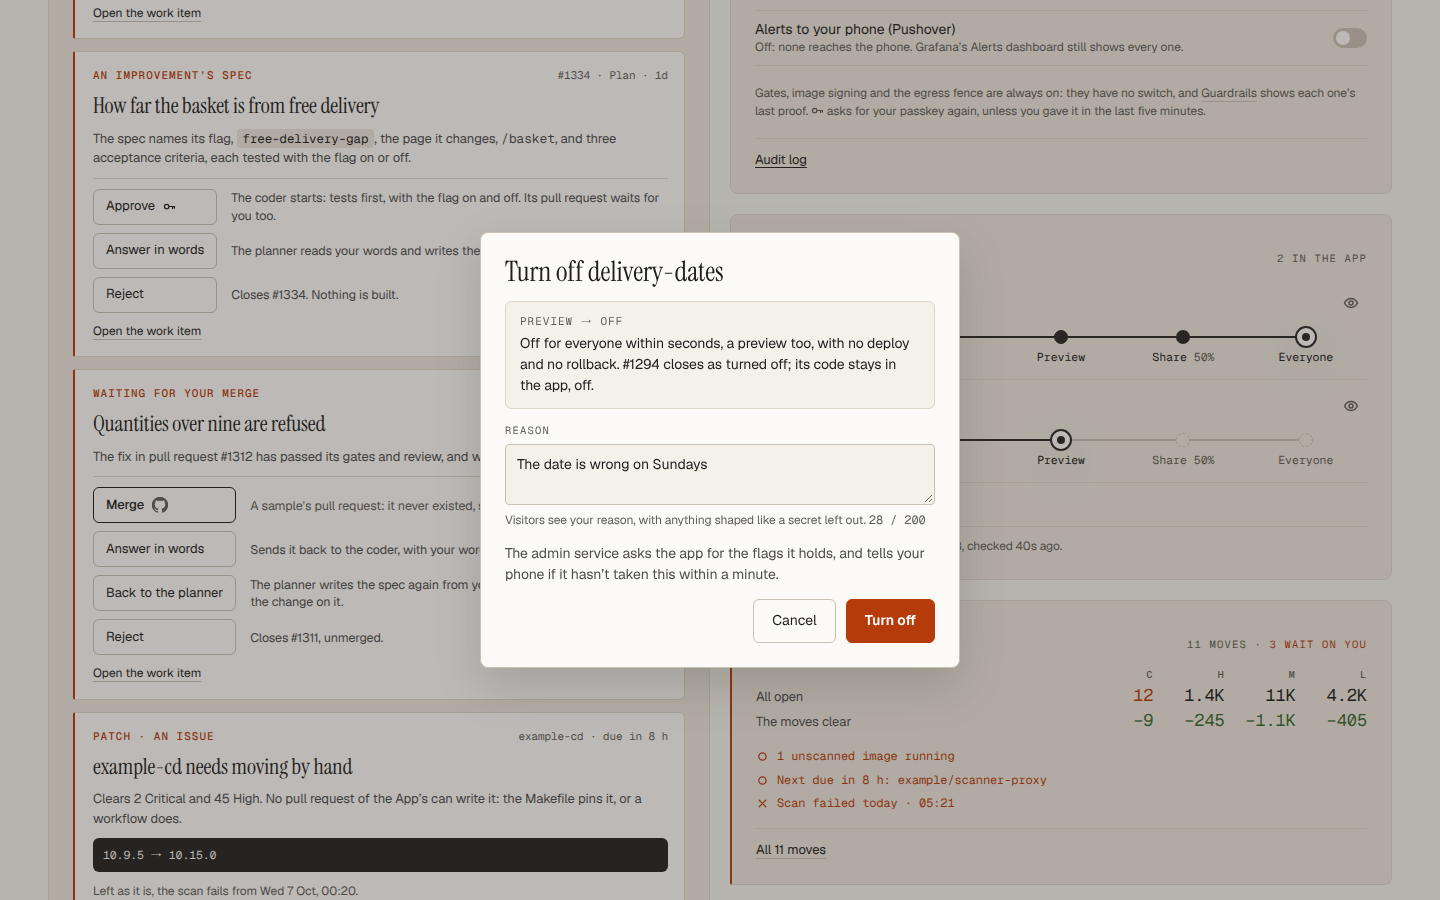 Open the work item
AN IMPROVEMENT'S SPEC
#1334 · Plan · 1d
How far the basket is from free delivery
The spec names its flag, free-delivery-gap, the page it changes, /basket, and three
acceptance criteria, each tested with the flag on or off.
Approve
The coder starts: tests first, with the flag on and off. Its pull request waits for
you too.
Answer in words
The planner reads your words and writes the
Reject
Closes #1334. Nothing is built.
Open the work item
WAITING FOR YOUR MERGE
Quantities over nine are refused
The fix in pull request #1312 has passed its gates and review, and
Merge
A sample's pull request: it never existed,
Answer in words
Sends it back to the coder, with your
Back to the planner
The planner writes the spec again from
the change on it.
Reject
Closes #1311, unmerged.
Open the work item
PATCH · AN ISSUE
example-cd · due in 8 h
example-cd needs moving by hand
Clears 2 Critical and 45 High. No pull request of the App's can write it: the Makefile pins it, or a
workflow does.
10.9.5 → 10.15.0
Left as it is, the scan fails from Wed 7 Oct, 00:20.
Turn off delivery-dates
PREVIEW → OFF
Off for everyone within seconds, a preview too, with no deploy
and no rollback. #1294 closes as turned off; its code stays in
the app, off.
REASON
The date is wrong on Sundays
Visitors see your reason, with anything shaped like a secret left out. 28 / 200
The admin service asks the app for the flags it holds, and tells your
phone if it hasn't taken this within a minute.
Cancel
Turn off
Alerts to your phone (Pushover)
Off: none reaches the phone. Grafana's Alerts dashboard still shows every one.
Gates, image signing and the egress fence are always on: they have no switch, and Guardrails shows each one's
last proof. asks for your passkey again, unless you gave it in the last five minutes.
Audit log
2 IN THE APP
Preview
Share 50%
Everyone
Preview
Share 50%
Everyone
, checked 40s ago.
11 MOVES · 3 WAIT ON YOU
C H M L
All open 12 1.4K 11K 4.2K
The moves clear −9 −245 −1.1K −405
1 unscanned image running
Next due in 8 h: example/scanner-proxy
Scan failed today · 05:21
All 11 moves